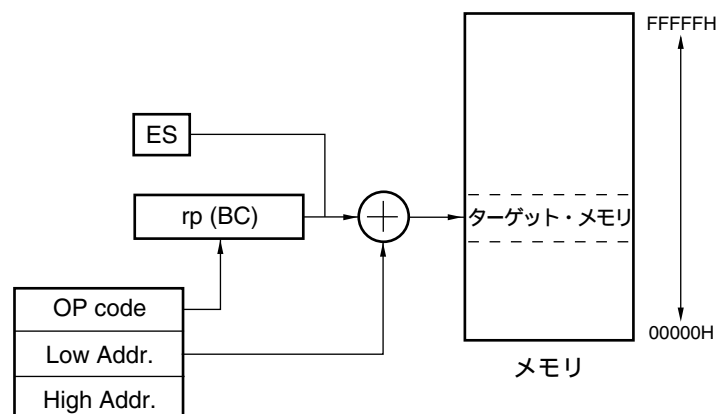 FFFFFH
ES
rp (BC)
ターゲット・メモリ
OP code
Low Addr.
High Addr.
00000H
メモリ